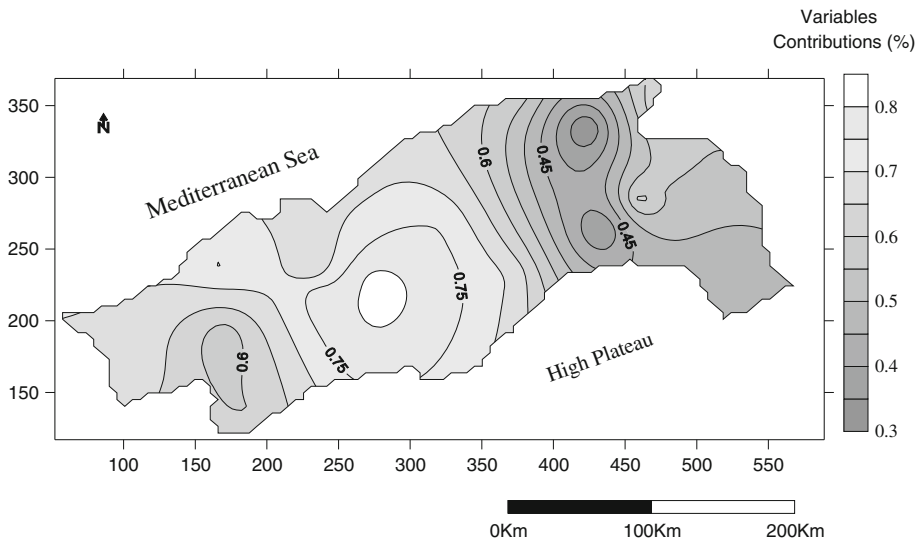 Variables
Contributions (%)
350
300
250
200
150
N
Mediterranean Sea
High Plateau
0.6
0.45
0.45
0.75
0.75
0.6
0.8
0.7
0.6
0.5
0.4
0.3
100 150 200 250 300 350 400 450 500 550
0Km 100Km 200Km